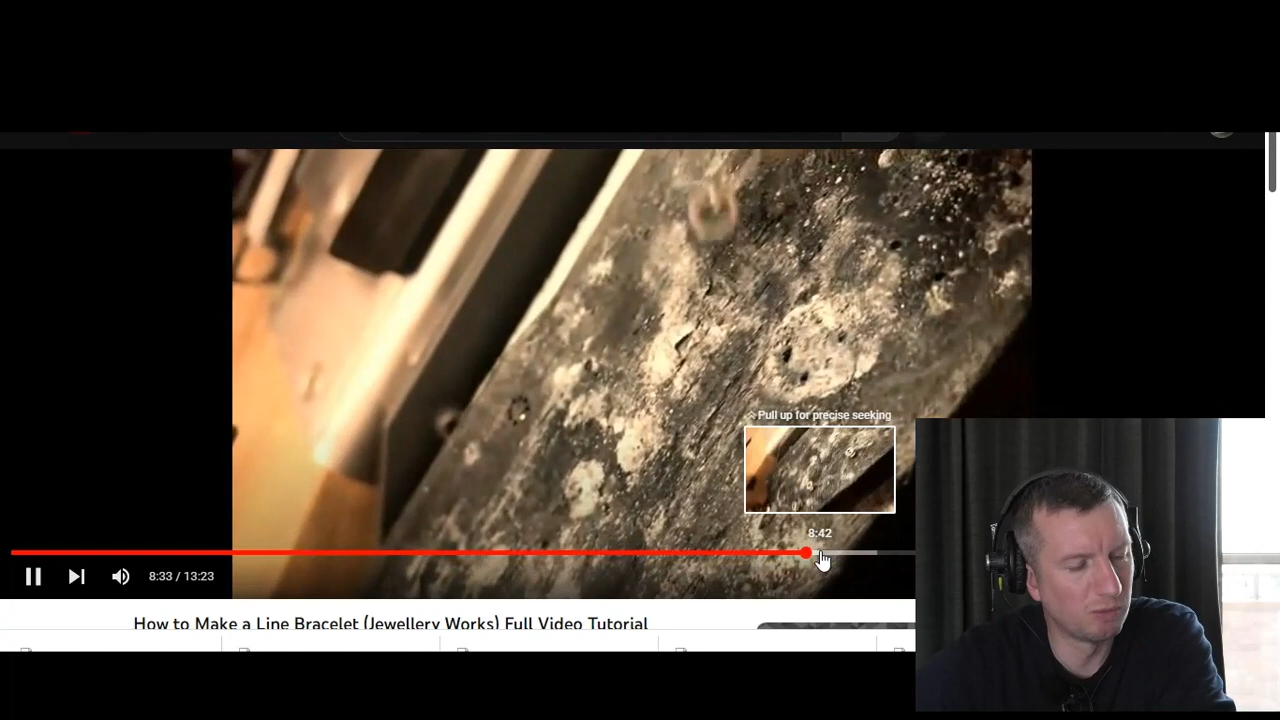 Pull up for precise seeking
8:42
8:33 / 13:23
How to Make a Line Bracelet (Jewellery Works) Full Video Tutorial